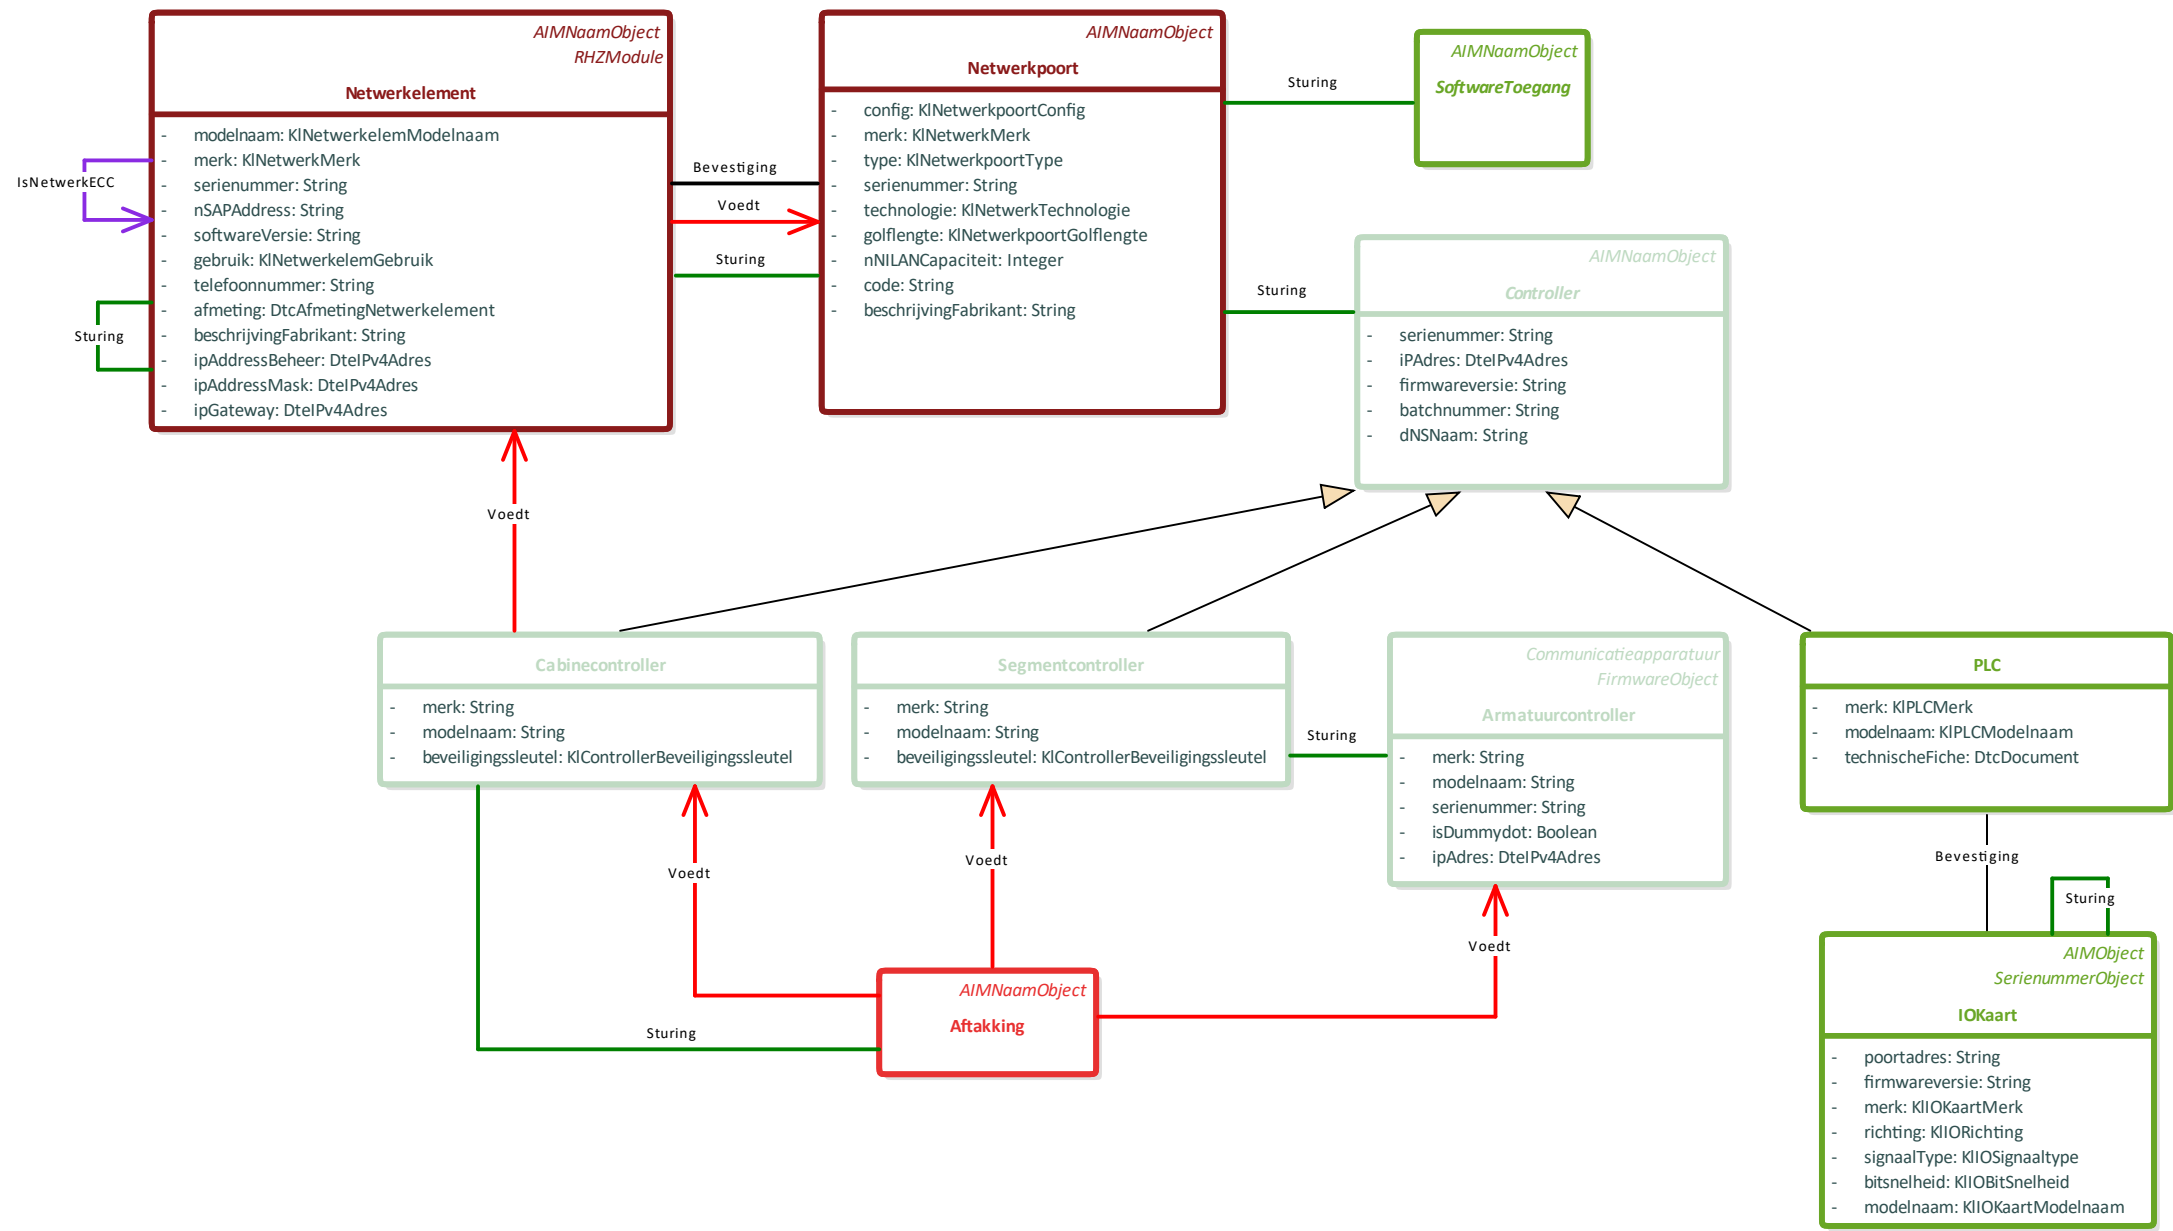 AIMNaamObject
RHZModule
Netwerkelement
- modelnaam: KlNetwerkelemModelnaam
- merk: KlNetwerkMerk
- serienummer: String
- nSAPAddress: String
- softwareVersie: String
- gebruik: KlNetwerkelemGebruik
- telefoonnummer: String
- afmeting: DtcAfmetingNetwerkelement
- beschrijvingFabrikant: String
- ipAddressBeheer: DteIPv4Adres
- ipAddressMask: DteIPv4Adres
- ipGateway: DteIPv4Adres
IsNetwerkECC
Sturing
Bevestiging
Voedt
Sturing
AIMNaamObject
Netwerkpoort
- config: KlNetwerkpoortConfig
- merk: KlNetwerkMerk
- type: KlNetwerkpoortType
- serienummer: String
- technologie: KlNetwerkTechnologie
- golflengte: KlNetwerkpoortGolflengte
- nNILANCapaciteit: Integer
- code: String
- beschrijvingFabrikant: String
Sturing
AIMNaamObject
SoftwareToegang
Sturing
AIMNaamObject
Controller
- serienummer: String
- iPAdres: DteIPv4Adres
- firmwareversie: String
- batchnummer: String
- dNSNaam: String
Voedt
Cabinecontroller
- merk: String
- modelnaam: String
- beveiligingssleutel: KlControllerBeveiligingssleutel
Segmentcontroller
- merk: String
- modelnaam: String
- beveiligingssleutel: KlControllerBeveiligingssleutel
Sturing
Communicatieapparatuur
FirmwareObject
Armatuurcontroller
- merk: String
- modelnaam: String
- serienummer: String
- isDummydot: Boolean
- ipAdres: DteIPv4Adres
PLC
- merk: KlPLCMerk
- modelnaam: KlPLCModelnaam
- technischeFiche: DtcDocument
Voedt
Voedt
Voedt
Sturing
AIMNaamObject
Aftakking
Bevestiging
Sturing
AIMObject
SerienummerObject
IOKaart
- poortadres: String
- firmwareversie: String
- merk: KlIOKaartMerk
- richting: KlIORichting
- signaalType: KlIOSignaaltype
- bitsnelheid: KlIOBitSnelheid
- modelnaam: KlIOKaartModelnaam